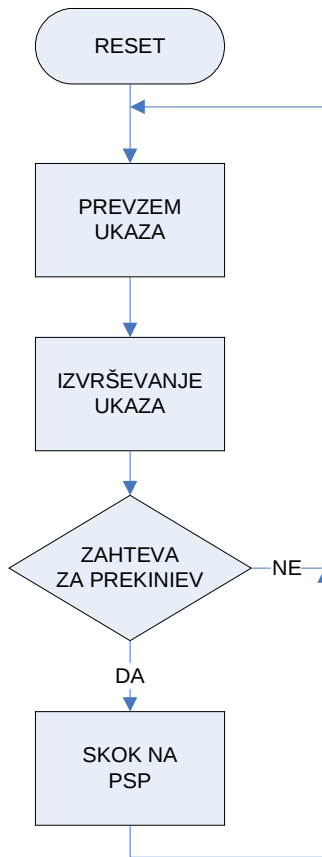 RESET
PREVZEM
UKAZA
IZVRŠEVANJE
UKAZA
ZAHTEVA
ZA PREKINIEV
NE
DA
SKOK NA
PSP